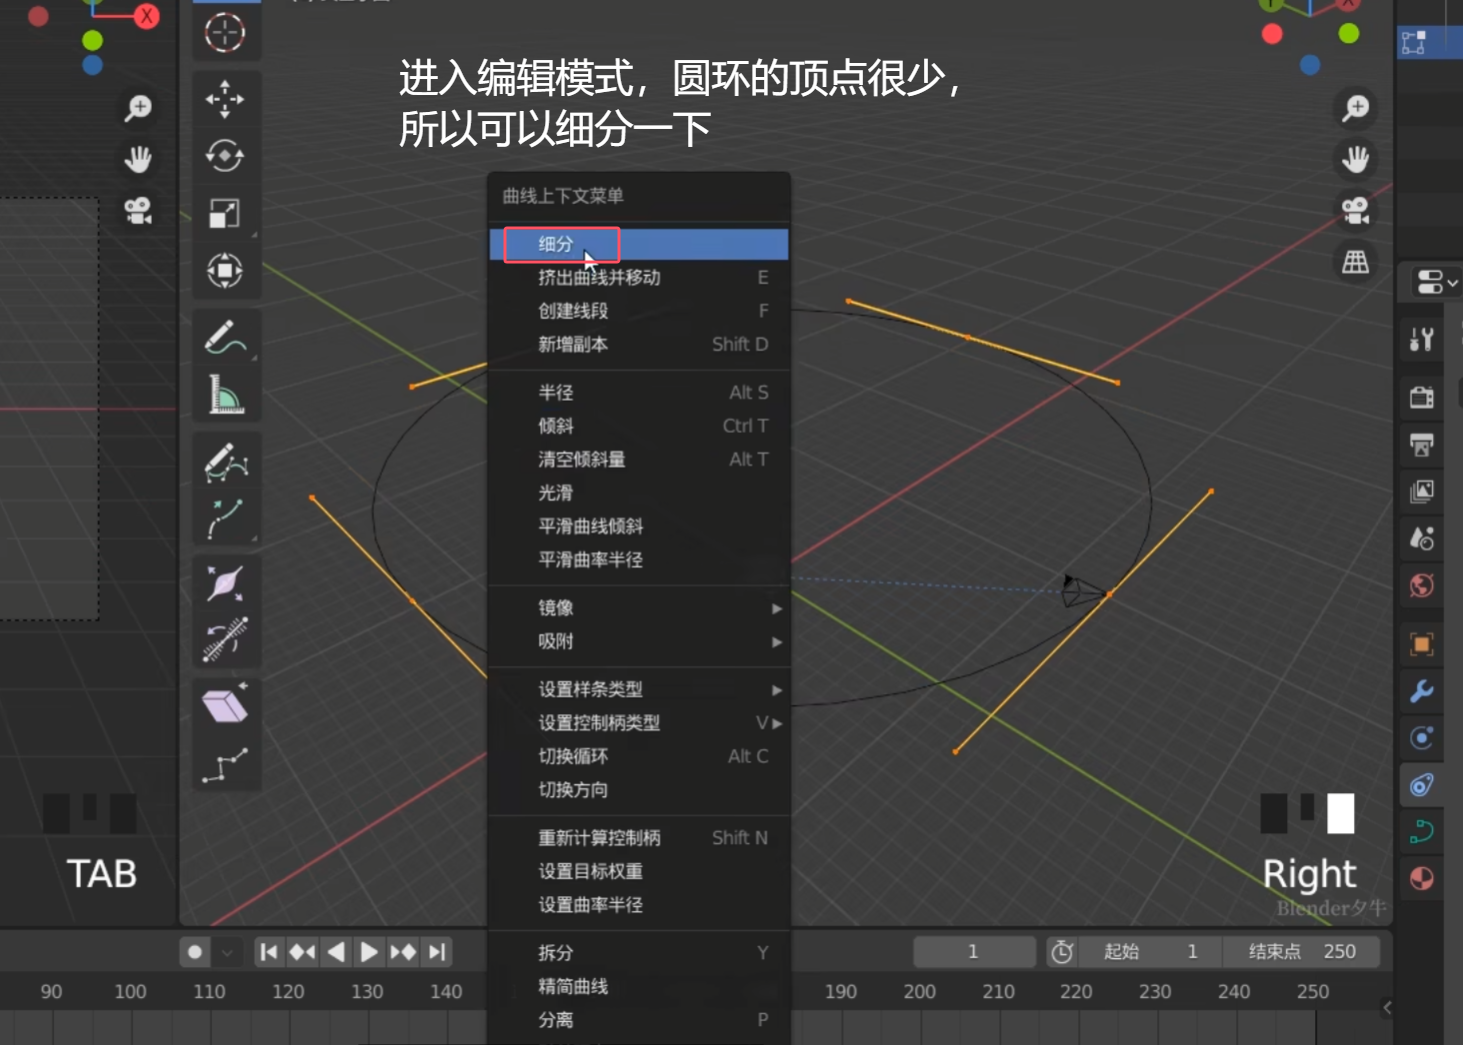 X
Y
X
进入编辑模式，圆环的顶点很少，
所以可以细分一下
曲线上下文菜单
细分
挤出曲线并移动 E
创建线段 F
新增副本 Shift D
半径 Alt S
倾斜 Ctrl T
清空倾斜量 Alt T
光滑
平滑曲线倾斜
平滑曲率半径
镜像
吸附
设置样条类型
设置控制柄类型 V
切换循环 Alt C
切换方向
重新计算控制柄 Shift N
设置目标权重
设置曲率半径
拆分 Y
精简曲线
分离 P
TAB
Right
Blender夕牛
1 起始 1 结束点 250
90 100 110 120 130 140 190 200 210 220 230 240 250